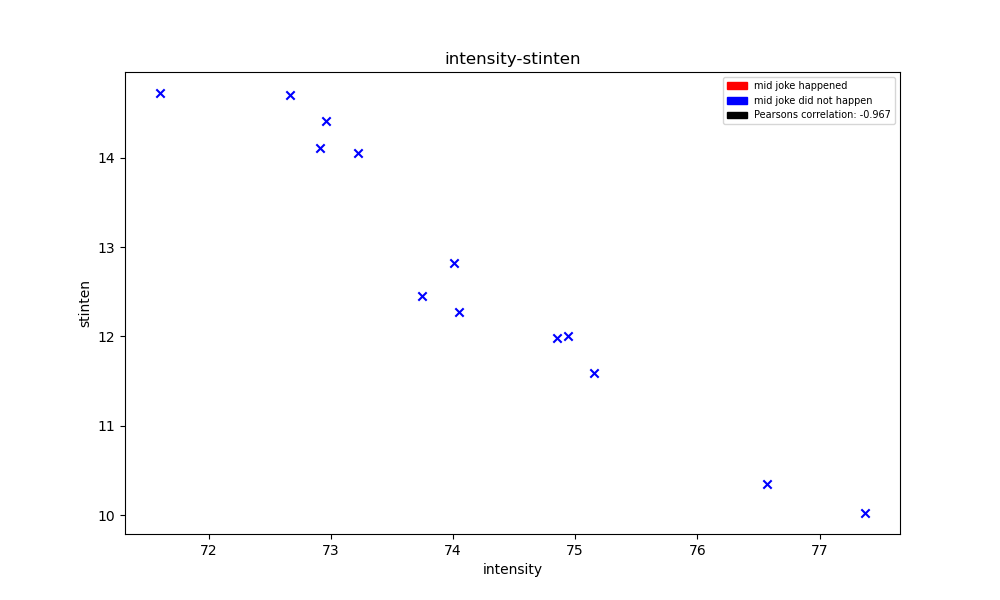 intensity-stinten
mid joke happened
mid joke did not happen
Pearsons correlation: -0.967
stinten
14
13
12
11
10
72 73 74 75 76 77
intensity